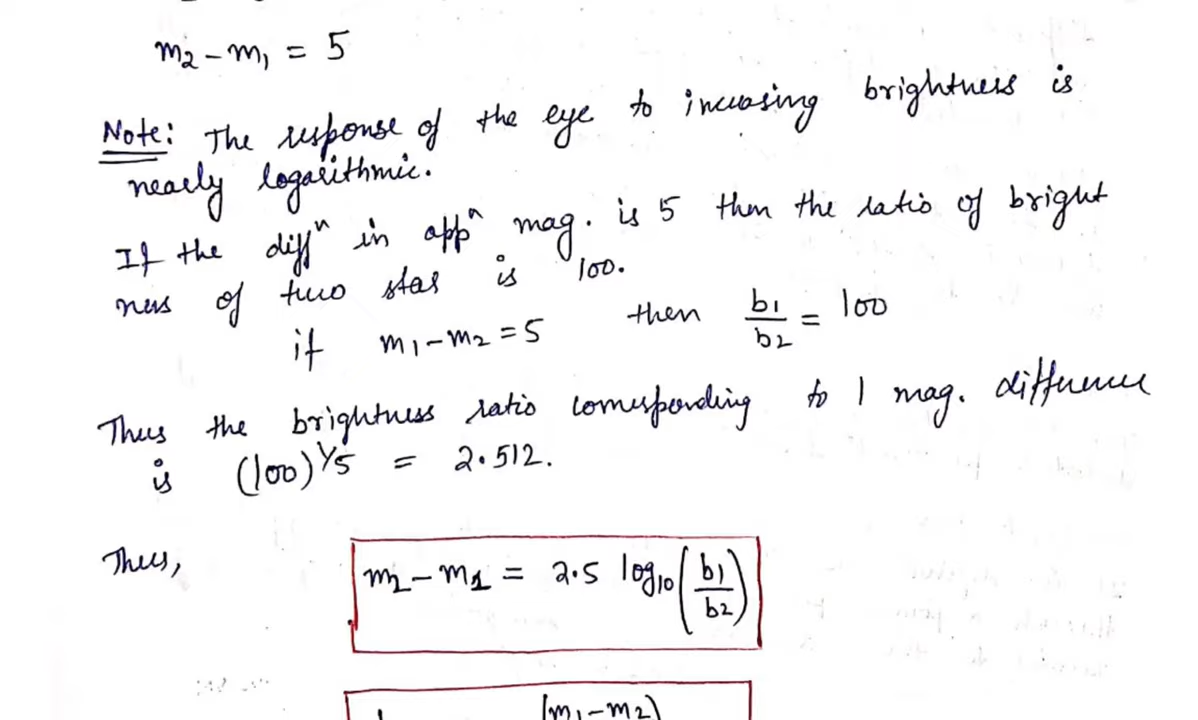 m2 - m1 = 5
Note: The response of the eye to increasing brightness is
nearly logarithmic.
If the diffⁿ in appⁿ mag. is 5 then the ratio of bright
ness of two star is 100.
if m1 - m2 = 5 then b1/b2 = 100
Thus the brightness ratio corresponding to 1 mag. difference
is (100)^1/5 = 2.512.
Thus,
m2 - m1 = 2.5 log10 (b1/b2)
(m1 - m2)